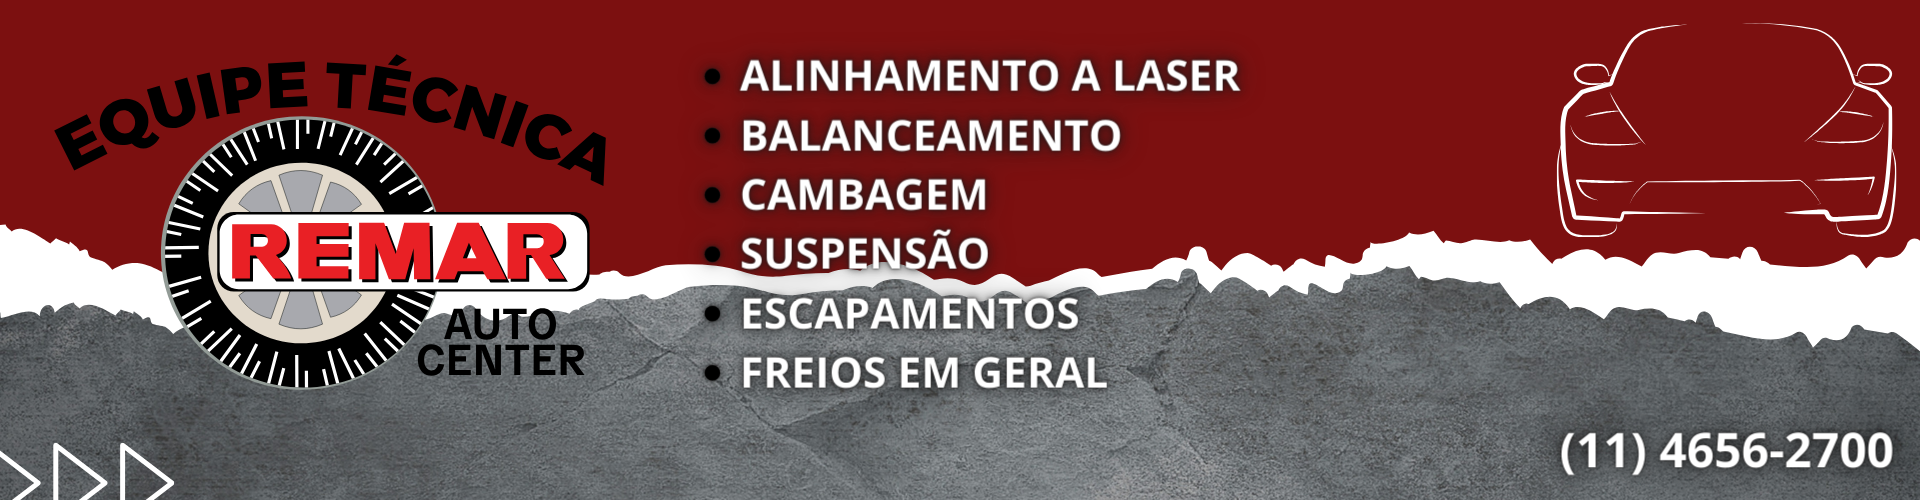 EQUIPE TÉCNICA
REMAR
AUTO
CENTER
ALINHAMENTO A LASER
BALANCEAMENTO
CAMBAGEM
SUSPENSÃO
ESCAPAMENTOS
FREIOS EM GERAL
(11) 4656-2700